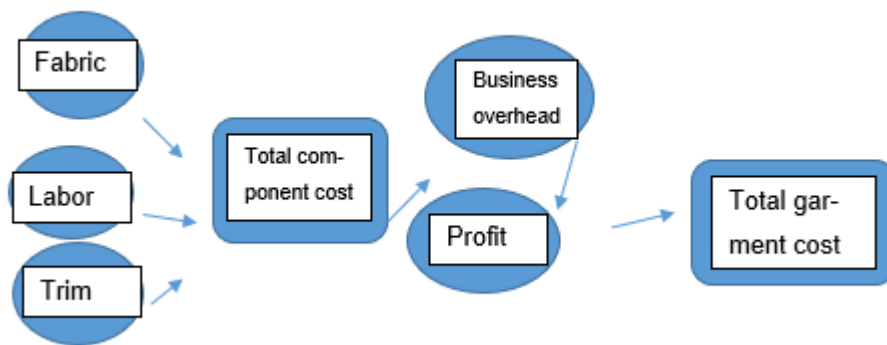 Fabric
Labor
Trim
Total com-
ponent cost
Business
overhead
Profit
Total gar-
ment cost